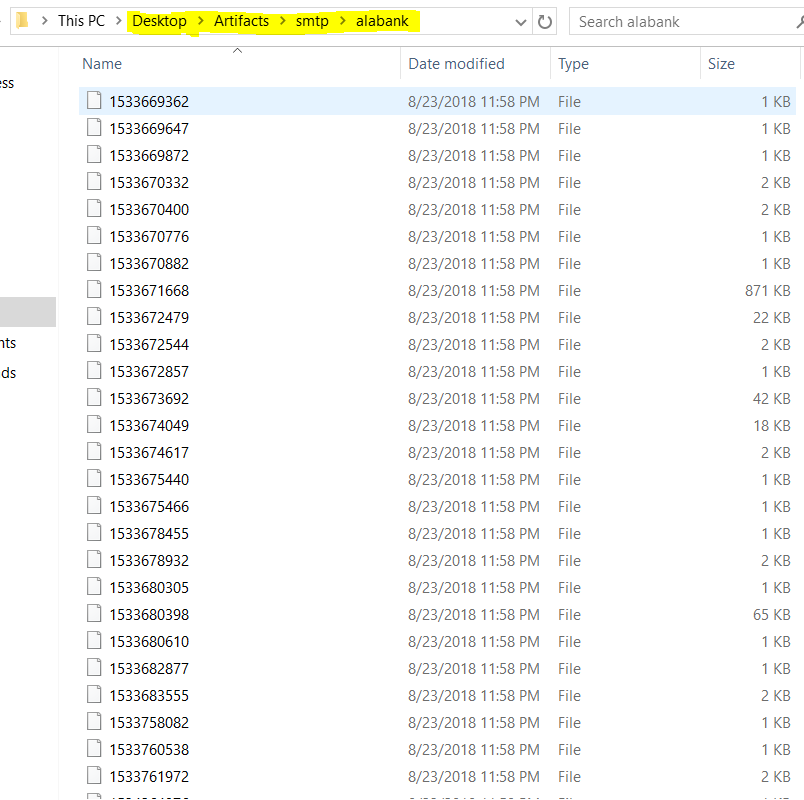 This PC > Desktop > Artifacts > smtp > alabank Search alabank
Name Date modified Type Size
ess
1533669362 8/23/2018 11:58 PM File 1 KB
1533669647 8/23/2018 11:58 PM File 1 KB
1533669872 8/23/2018 11:58 PM File 1 KB
1533670332 8/23/2018 11:58 PM File 2 KB
1533670400 8/23/2018 11:58 PM File 2 KB
1533670776 8/23/2018 11:58 PM File 1 KB
1533670882 8/23/2018 11:58 PM File 1 KB
1533671668 8/23/2018 11:58 PM File 871 KB
1533672479 8/23/2018 11:58 PM File 22 KB
nts
1533672544 8/23/2018 11:58 PM File 2 KB
ds
1533672857 8/23/2018 11:58 PM File 1 KB
1533673692 8/23/2018 11:58 PM File 42 KB
1533674049 8/23/2018 11:58 PM File 18 KB
1533674617 8/23/2018 11:58 PM File 2 KB
1533675440 8/23/2018 11:58 PM File 1 KB
1533675466 8/23/2018 11:58 PM File 1 KB
1533678455 8/23/2018 11:58 PM File 1 KB
1533678932 8/23/2018 11:58 PM File 2 KB
1533680305 8/23/2018 11:58 PM File 1 KB
1533680398 8/23/2018 11:58 PM File 65 KB
1533680610 8/23/2018 11:58 PM File 1 KB
1533682877 8/23/2018 11:58 PM File 1 KB
1533683555 8/23/2018 11:58 PM File 2 KB
1533758082 8/23/2018 11:58 PM File 1 KB
1533760538 8/23/2018 11:58 PM File 1 KB
1533761972 8/23/2018 11:58 PM File 2 KB